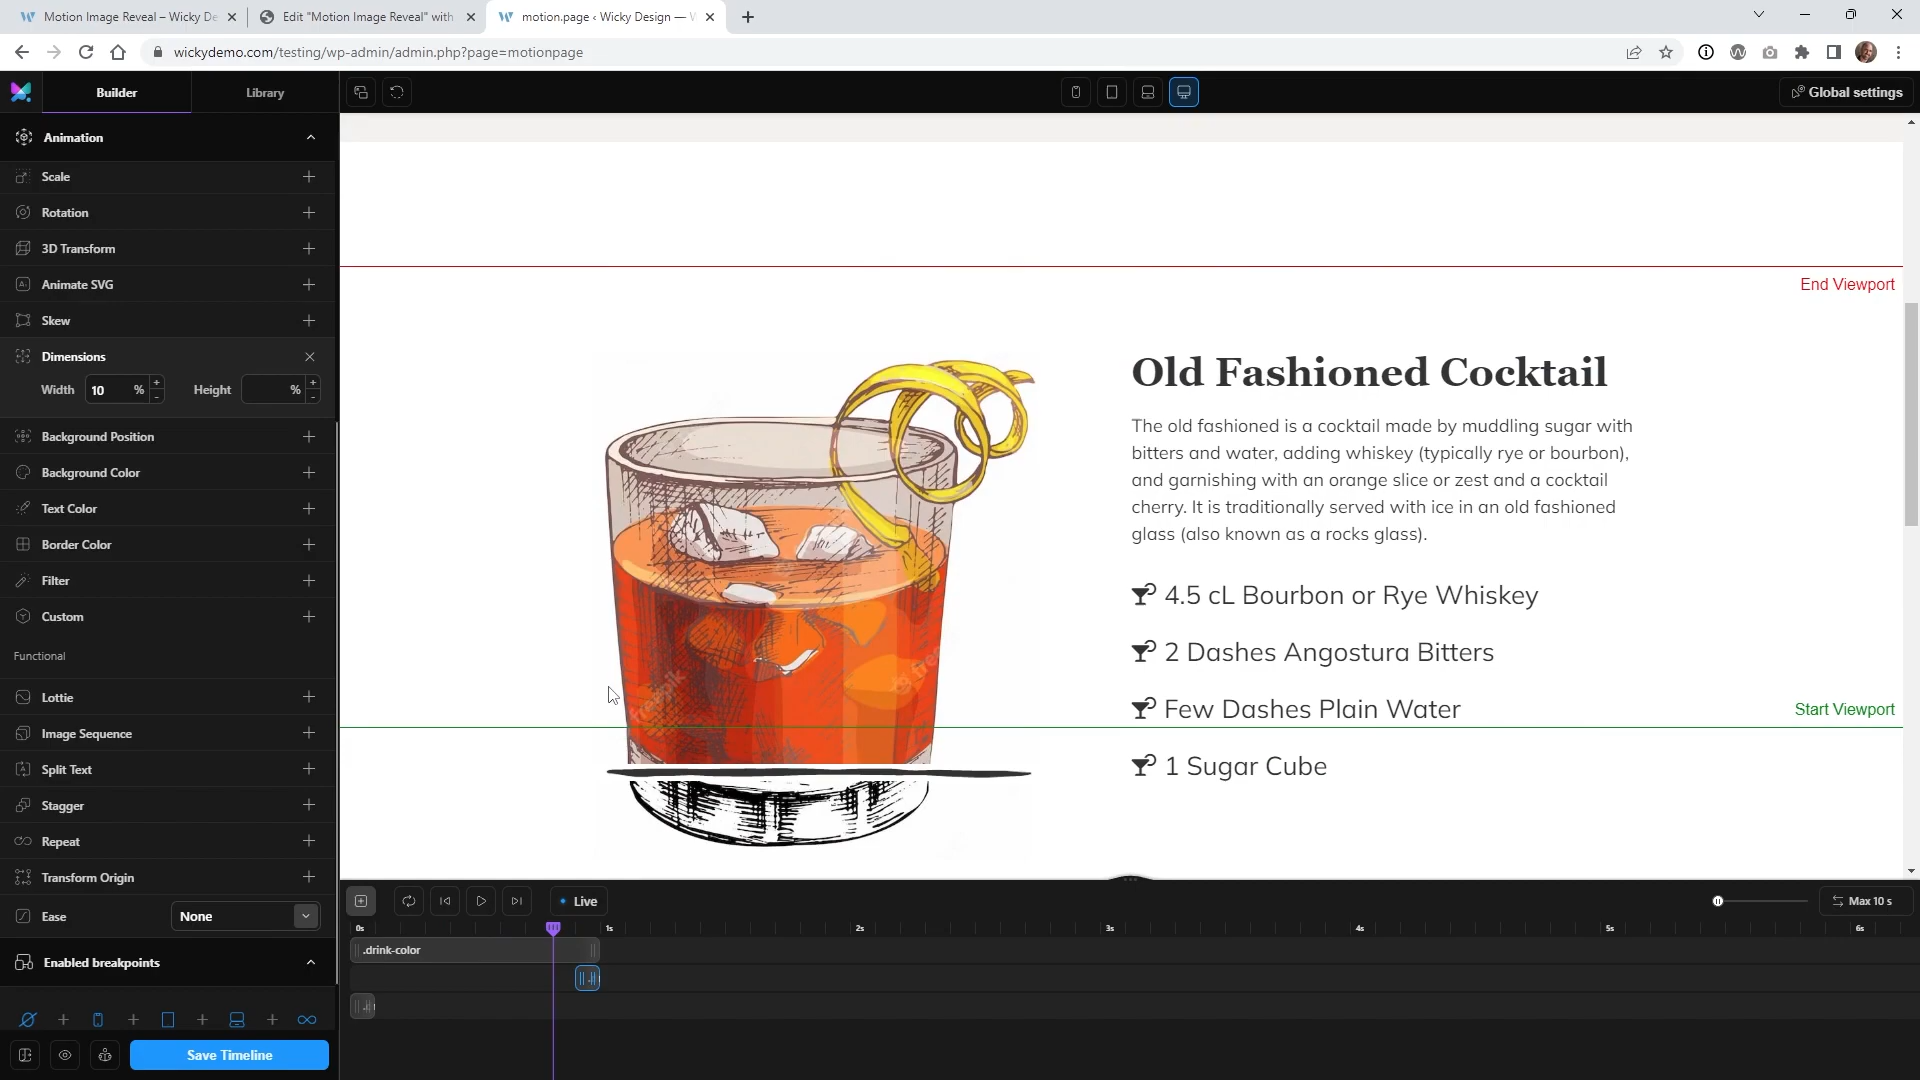 Motion Image Reveal – Wicky De
Edit "Motion Image Reveal" with
motion.page ‹ Wicky Design —
wickydemo.com/testing/wp-admin/admin.php?page=motionpage
Builder
Library
Global settings
Animation
Scale
Rotation
3D Transform
Animate SVG
Skew
Dimensions
Width 10 % Height %
Background Position
Background Color
Text Color
Border Color
Filter
Custom
Functional
Lottie
Image Sequence
Split Text
Stagger
Repeat
Transform Origin
Ease None
Enabled breakpoints
Save Timeline
End Viewport
Old Fashioned Cocktail
The old fashioned is a cocktail made by muddling sugar with
bitters and water, adding whiskey (typically rye or bourbon),
and garnishing with an orange slice or zest and a cocktail
cherry. It is traditionally served with ice in an old fashioned
glass (also known as a rocks glass).
4.5 cL Bourbon or Rye Whiskey
2 Dashes Angostura Bitters
Few Dashes Plain Water
Start Viewport
1 Sugar Cube
Live
Max 10 s
0s 1s 2s 3s 4s 5s 6s
.drink-color